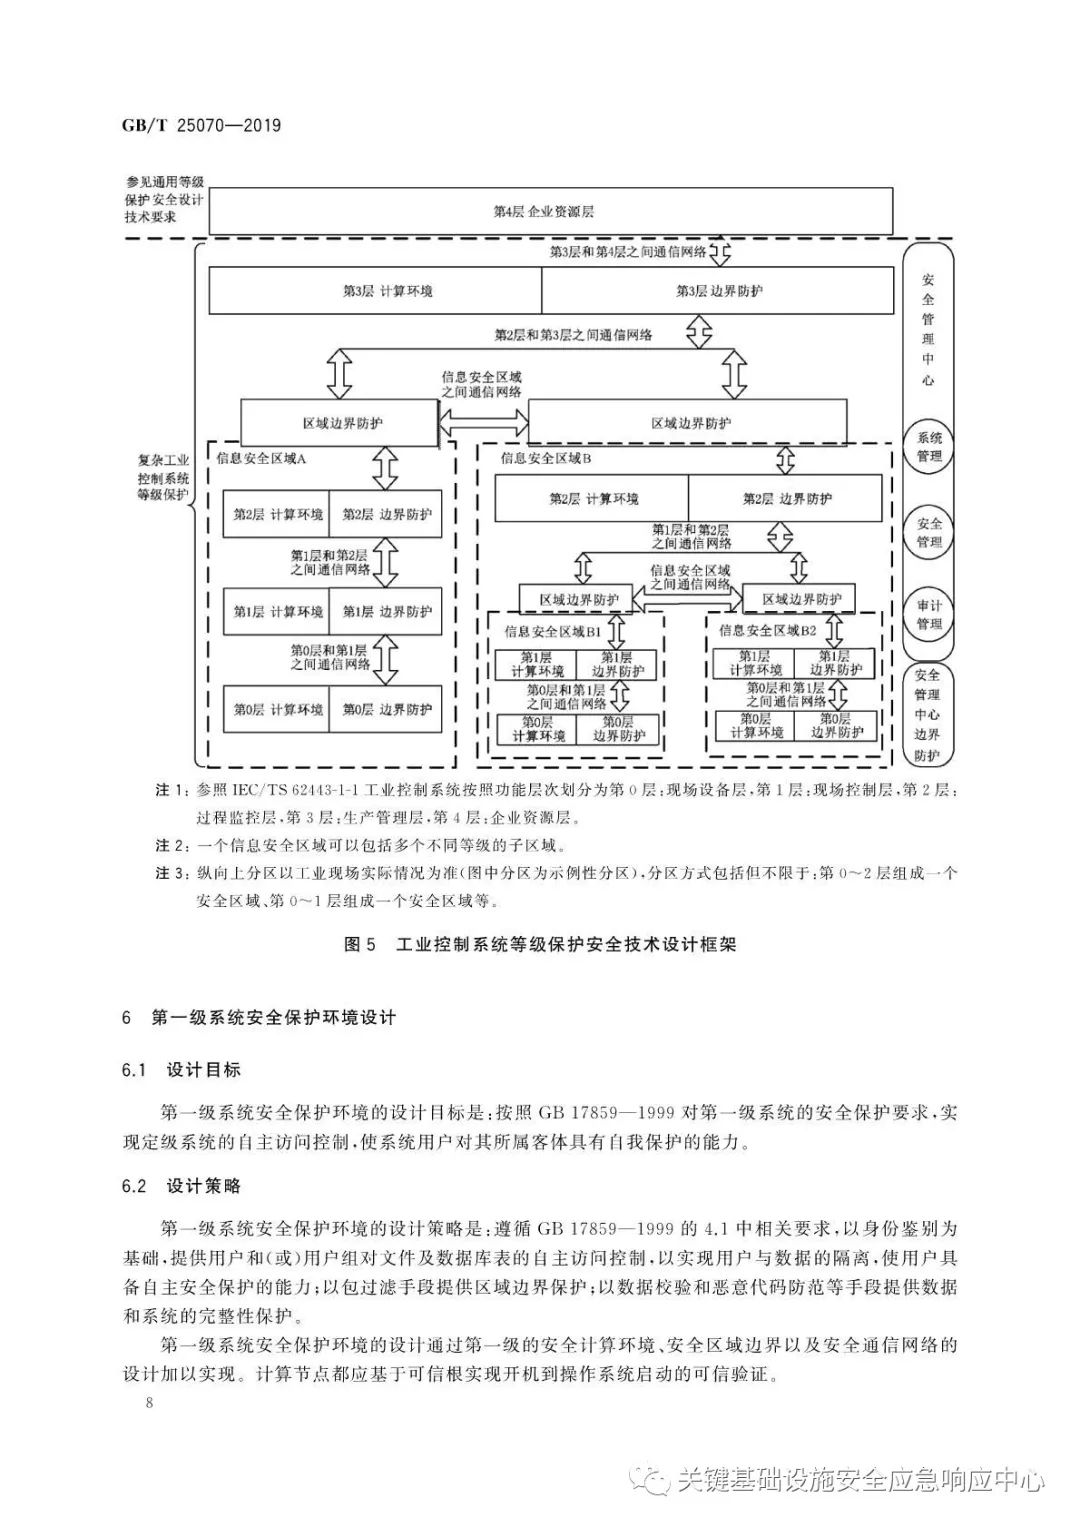 GB/T 25070—2019
参见通用等级
保护安全设计
技术要求
第4层 企业资源层
第3层和第4层之间通信网络
第3层 计算环境
第3层 边界防护
第2层和第3层之间通信网络
信息安全区域
之间通信网络
区域边界防护
区域边界防护
复杂工业
控制系统
等级保护
信息安全区域A
第2层 计算环境
第2层 边界防护
第1层和第2层
之间通信网络
第1层 计算环境
第1层 边界防护
第0层和第1层
之间通信网络
第0层 计算环境
第0层 边界防护
信息安全区域B
第2层 计算环境
第2层 边界防护
第1层和第2层
之间通信网络
信息安全区域
之间通信网络
区域边界防护
区域边界防护
信息安全区域B1
第1层
计算环境
第1层
边界防护
第0层和第1层
之间通信网络
第0层
计算环境
第0层
边界防护
信息安全区域B2
第1层
计算环境
第1层
边界防护
第0层和第1层
之间通信网络
第0层
计算环境
第0层
边界防护
安
全
管
理
中
心
系统
管理
安全
管理
审计
管理
安全
管理
中心
边界
防护
注 1：参照 IEC/TS 62443-1-1 工业控制系统按照功能层次划分为第 0 层：现场设备层，第 1 层：现场控制层，第 2 层：
过程监控层，第 3 层：生产管理层，第 4 层：企业资源层。
注 2：一个信息安全区域可以包括多个不同等级的子区域。
注 3：纵向上分区以工业现场实际情况为准（图中分区为示例性分区），分区方式包括但不限于：第 0～2 层组成一个
安全区域、第 0～1 层组成一个安全区域等。
图 5 工业控制系统等级保护安全技术设计框架
6 第一级系统安全保护环境设计
6.1 设计目标
第一级系统安全保护环境的设计目标是：按照 GB 17859—1999 对第一级系统的安全保护要求，实
现定级系统的自主访问控制，使系统用户对其所属客体具有自我保护的能力。
6.2 设计策略
第一级系统安全保护环境的设计策略是：遵循 GB 17859—1999 的 4.1 中相关要求，以身份鉴别为
基础，提供用户和（或）用户组对文件及数据库表的自主访问控制，以实现用户与数据的隔离，使用户具
备自主安全保护的能力；以包过滤手段提供区域边界保护；以数据校验和恶意代码防范等手段提供数据
和系统的完整性保护。
第一级系统安全保护环境的设计通过第一级的安全计算环境、安全区域边界以及安全通信网络的
设计加以实现。计算节点都应基于可信根实现开机到操作系统启动的可信验证。
8
关键基础设施安全应急响应中心